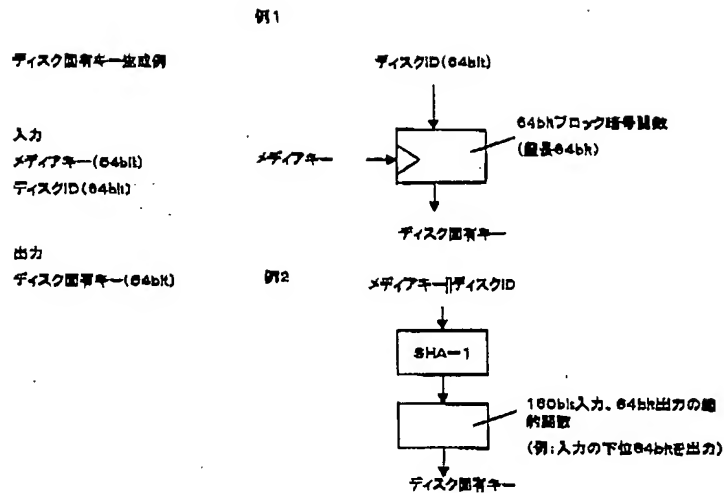 例1
ディスク固有キー生成例
ディスクID(64bit)
64bitブロック暗号関数
(鍵長64bit)
入力
メディアキー(64bit)
ディスクID(64bit)
メディアキー
ディスク固有キー
出力
ディスク固有キー(64bit)
例2
メディアキー||ディスクID
SHA-1
160bit入力、64bit出力の縮
約関数
(例:入力の下位64bitを出力)
ディスク固有キー